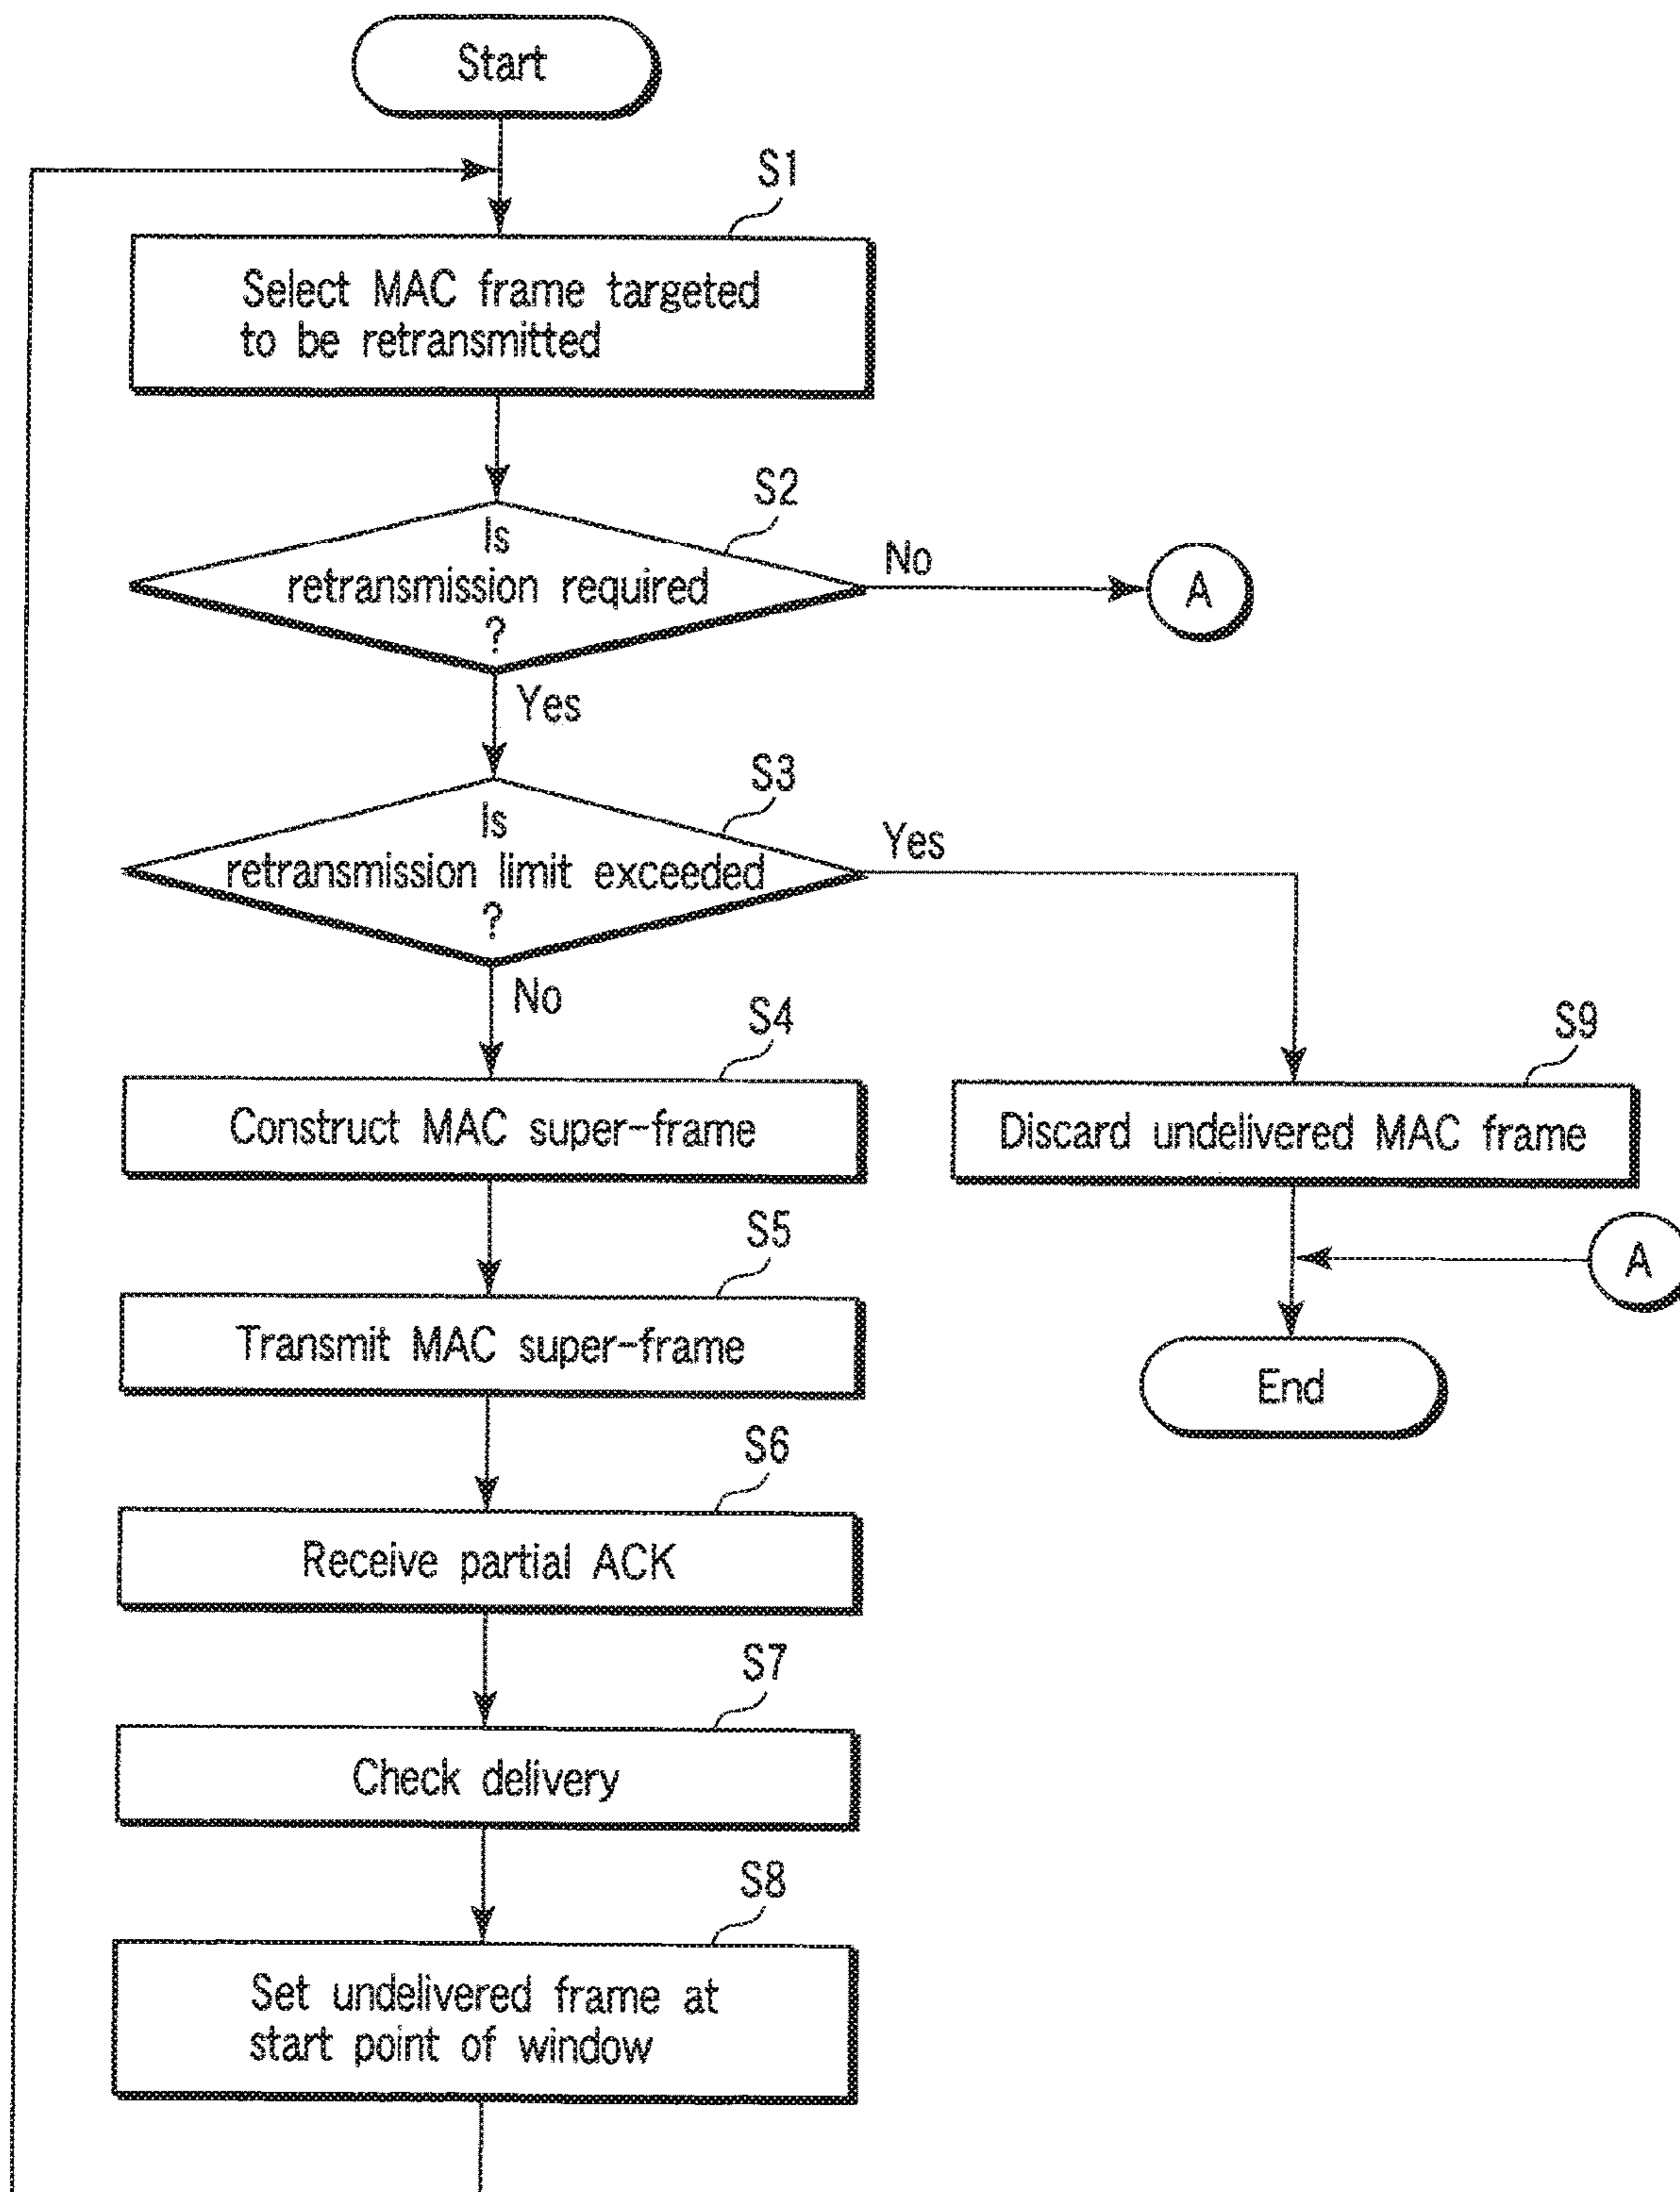 Start
S1
Select MAC frame targeted
to be retransmitted
S2
Is
retransmission required
?
No
A
Yes
S3
Is
retransmission limit exceeded
?
Yes
No
S4
Construct MAC super-frame
S9
Discard undelivered MAC frame
S5
Transmit MAC super-frame
A
End
S6
Receive partial ACK
S7
Check delivery
S8
Set undelivered frame at
start point of window